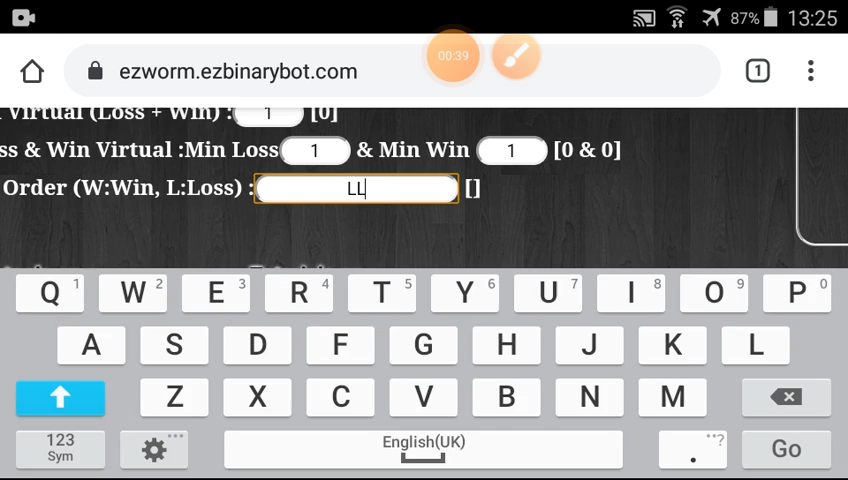 87% 13:25
00:39
ezworm.ezbinarybot.com 1
Virtual (Loss + Win) : 1 [0]
ss & Win Virtual :Min Loss 1 & Min Win 1 [0 & 0]
Order (W:Win, L:Loss) : LL []
Q 1 W 2 E 3 R 4 T 5 Y 6 U 7 I 8 O 9 P 0
A S D F G H J K L
Z X C V B N M
123 Sym ... English(UK) . "? Go